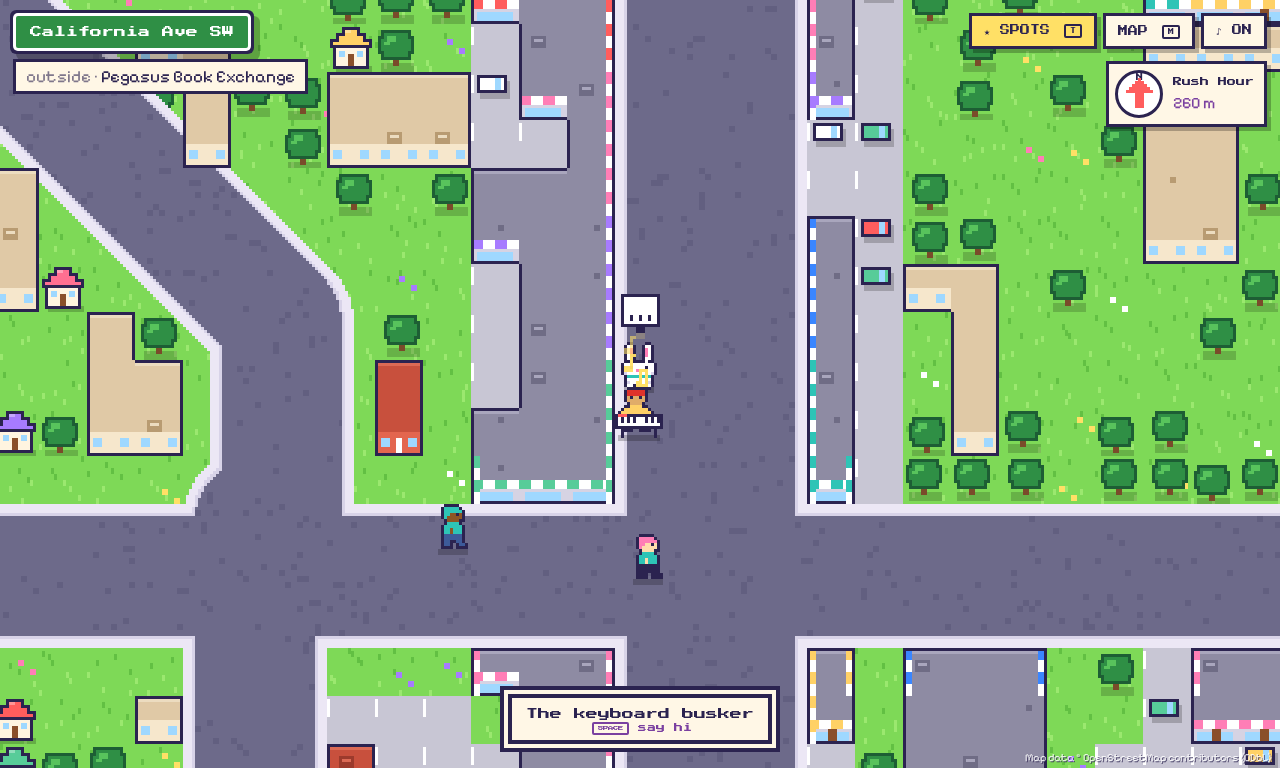 California Ave SW
outside · Pegasus Book Exchange
★ SPOTS T
MAP M
♪ ON
N
Rush Hour
260 m
...
The keyboard busker
SPACE say hi
Map data © OpenStreetMap contributors (ODbL)